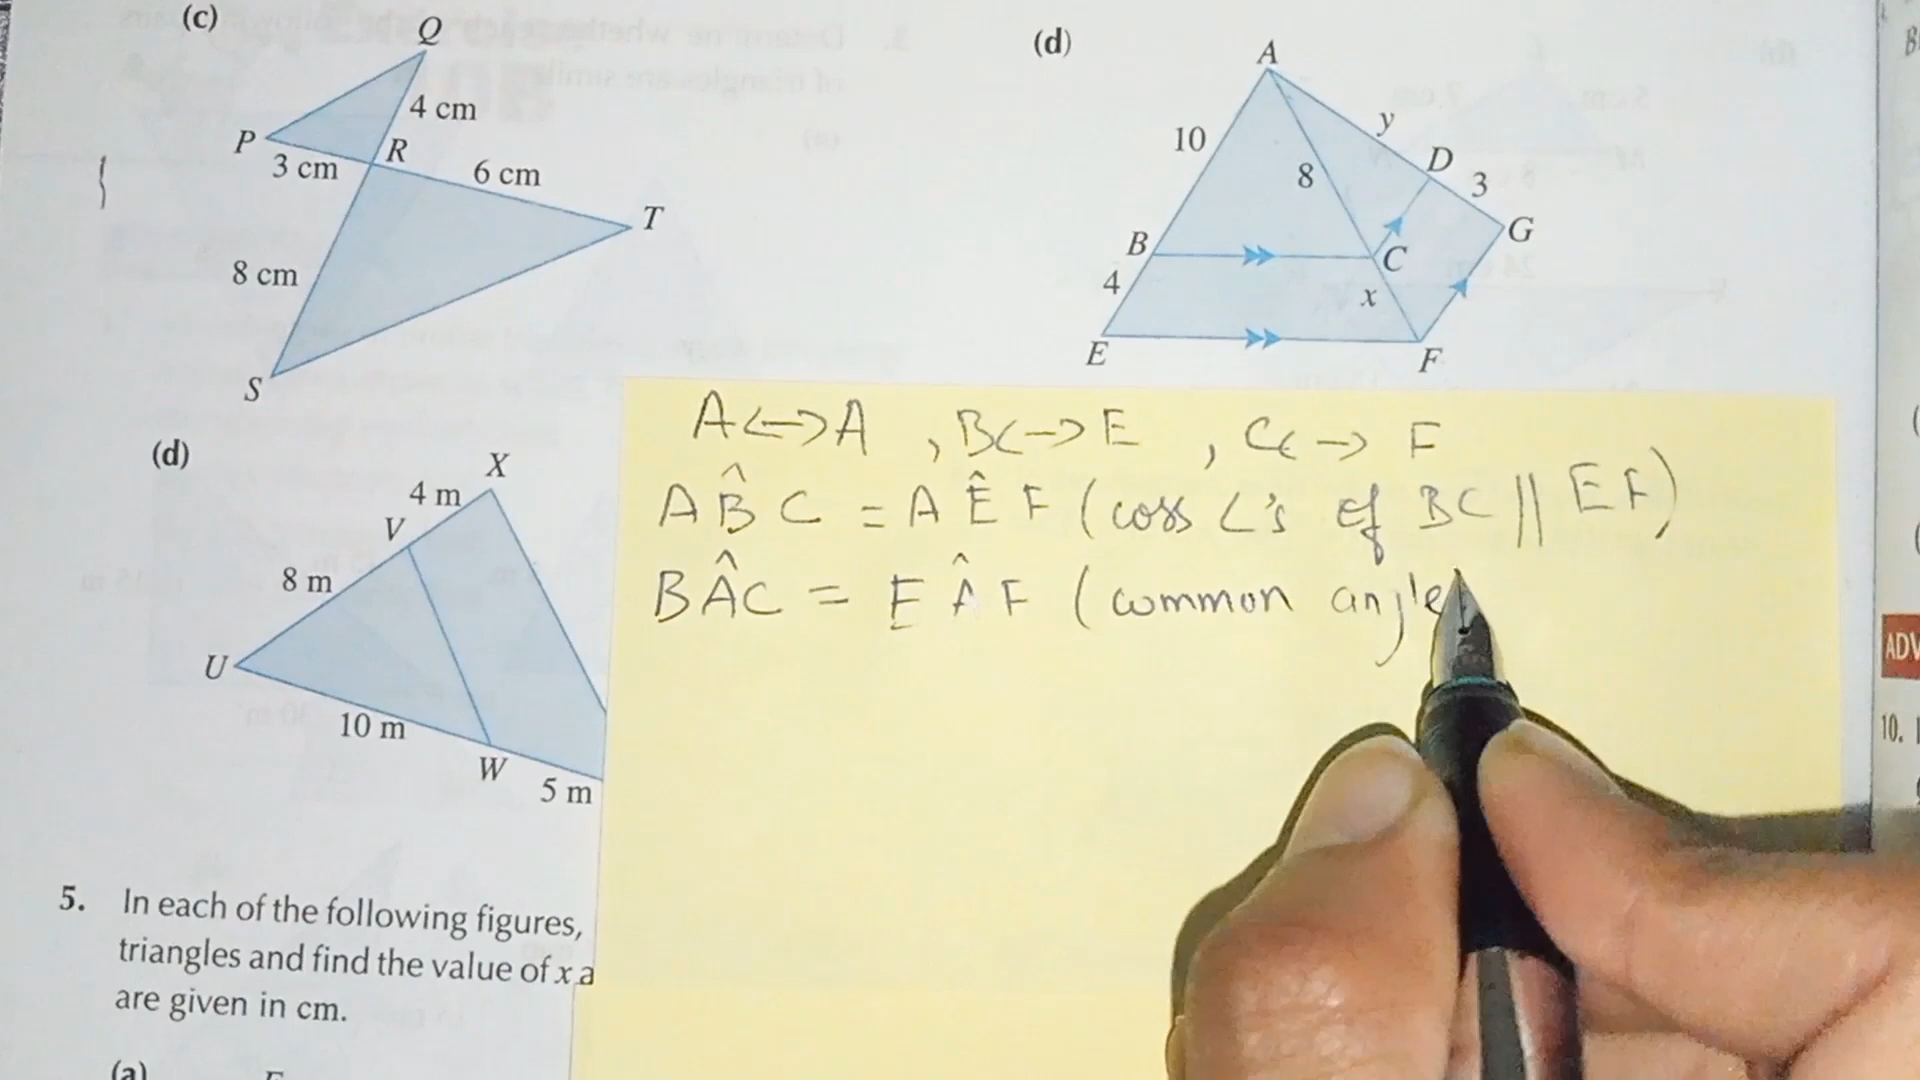 (c)
Q
4 cm
P
R
3 cm
6 cm
T
8 cm
S
(d)
A
10
y
8
D
3
G
B
C
4
x
E
F
(d)
X
4 m
V
8 m
U
10 m
W
5 m
A <-> A , B <-> E , C <-> F
AB̂C = AÊF (coss ∠'s of BC || EF)
BÂC = EÂF (common angle
5. In each of the following figures,
triangles and find the value of x a
are given in cm.
(a)
ADV
10.